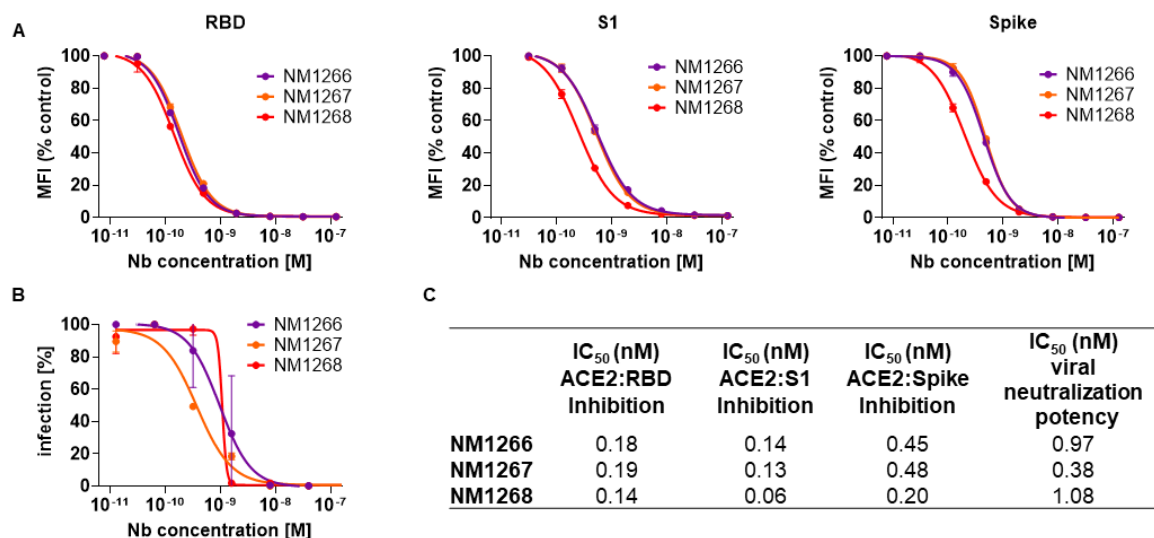 A
RBD
S1
Spike
MFI (% control)
100
80
60
40
20
0
10-11 10-10 10-9 10-8 10-7
Nb concentration [M]
NM1266
NM1267
NM1268
MFI (% control)
100
80
60
40
20
0
10-11 10-10 10-9 10-8 10-7
Nb concentration [M]
NM1266
NM1267
NM1268
MFI (% control)
100
80
60
40
20
0
10-11 10-10 10-9 10-8 10-7
Nb concentration [M]
NM1266
NM1267
NM1268
B
infection [%]
100
80
60
40
20
0
10-11 10-10 10-9 10-8 10-7
Nb concentration [M]
NM1266
NM1267
NM1268
C
IC50 (nM) ACE2:RBD Inhibition
IC50 (nM) ACE2:S1 Inhibition
IC50 (nM) ACE2:Spike Inhibition
IC50 (nM) viral neutralization potency
NM1266 0.18 0.14 0.45 0.97
NM1267 0.19 0.13 0.48 0.38
NM1268 0.14 0.06 0.20 1.08